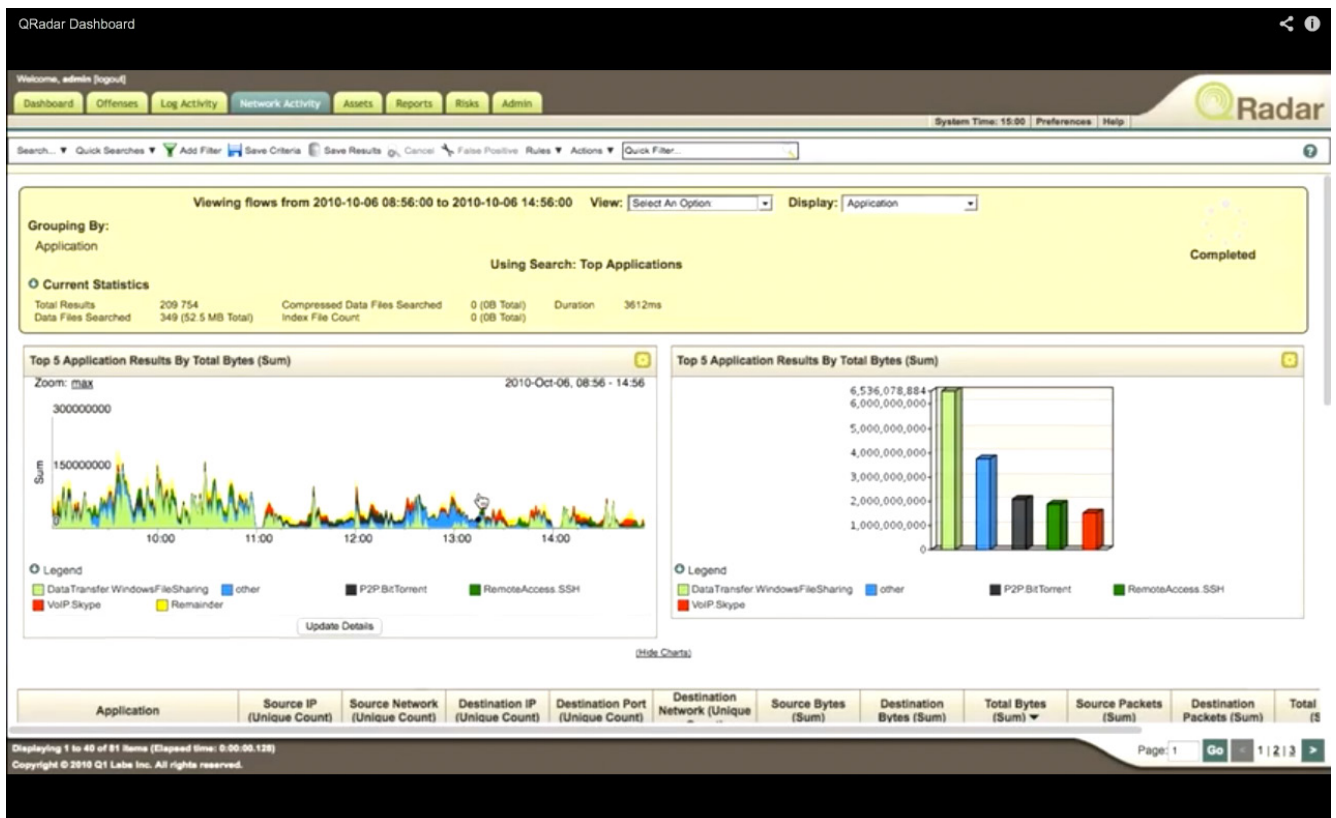 QRadar Dashboard
Welcome, admin [logout]
Dashboard Offenses Log Activity Network Activity Assets Reports Risks Admin
QRadar
System Time: 15:00 Preferences Help
Search... Quick Searches Add Filter Save Criteria Save Results Cancel False Positive Rules Actions Quick Filter...
Viewing flows from 2010-10-06 08:56:00 to 2010-10-06 14:56:00 View: Select An Option Display: Application
Grouping By:
Application
Completed
Using Search: Top Applications
Current Statistics
Total Results 209 754 Compressed Data Files Searched 0 (0B Total) Duration 3612ms
Data Files Searched 349 (52.5 MB Total) Index File Count 0 (0B Total)
Top 5 Application Results By Total Bytes (Sum)
Zoom: max 2010-Oct-06, 08:56 - 14:56
300000000
150000000
0
Sum
10:00 11:00 12:00 13:00 14:00
Legend
DataTransfer.WindowsFileSharing other P2P.BitTorrent RemoteAccess.SSH
VoIP.Skype Remainder
Update Details
Top 5 Application Results By Total Bytes (Sum)
6,536,078,884
6,000,000,000
5,000,000,000
4,000,000,000
3,000,000,000
2,000,000,000
1,000,000,000
0
Legend
DataTransfer.WindowsFileSharing other P2P.BitTorrent RemoteAccess.SSH
VoIP.Skype
(Hide Charts)
Application Source IP (Unique Count) Source Network (Unique Count) Destination IP (Unique Count) Destination Port (Unique Count) Destination Network (Unique Source Bytes (Sum) Destination Bytes (Sum) Total Bytes (Sum) Source Packets (Sum) Destination Packets (Sum) Total
Displaying 1 to 40 of 81 items (Elapsed time: 0:00:00.128)
Page: 1 Go < 1 | 2 | 3 >
Copyright © 2010 Q1 Labs Inc. All rights reserved.